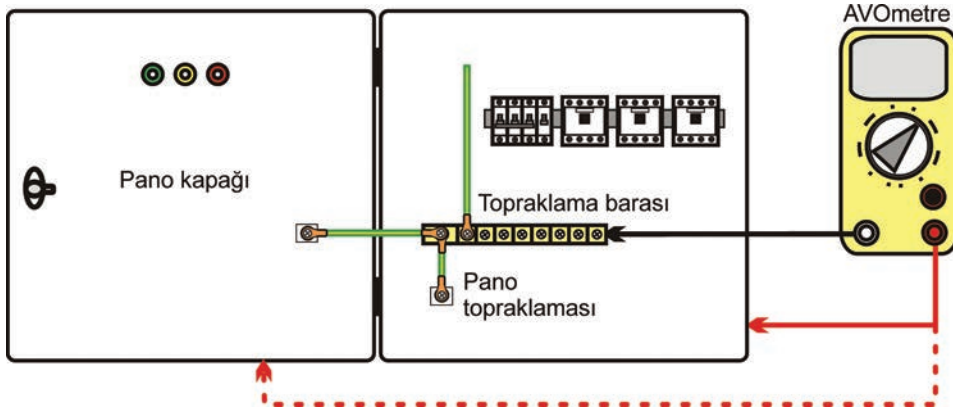 AVOmetre
Pano kapağı
Topraklama barası
Pano
topraklaması